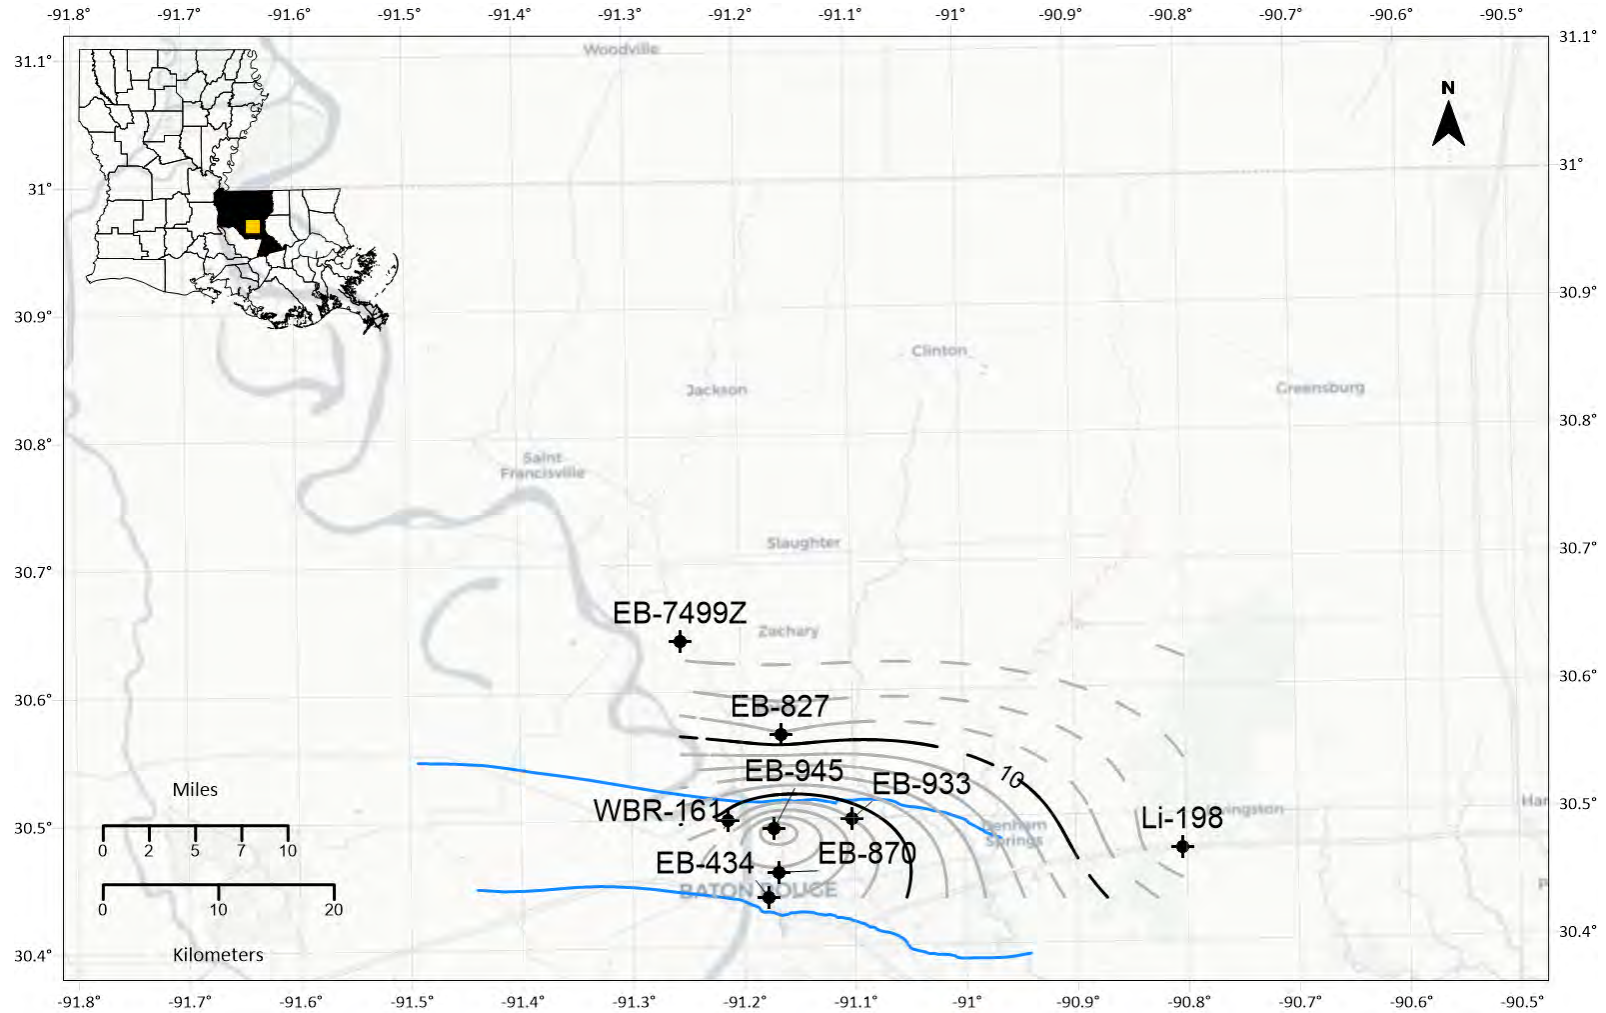 -91.8° -91.7° -91.6° -91.5° -91.4° -91.3° -91.2° -91.1° -91° -90.9° -90.8° -90.7° -90.6° -90.5°
31.1° 31.1°
Woodville
N
31° 31°
30.9° 30.9°
Clinton
Jackson
Greensburg
30.8° 30.8°
Saint
Francisville
Slaughter
30.7° 30.7°
EB-7499Z
Zachary
30.6° 30.6°
EB-827
EB-945
10
EB-933
Miles
WBR-161
30.5° 30.5°
Li-198
Denham
Springs
0 2 5 7 10
EB-434
EB-870
BATON ROUGE
0 10 20
Kilometers
30.4° 30.4°
-91.8° -91.7° -91.6° -91.5° -91.4° -91.3° -91.2° -91.1° -91° -90.9° -90.8° -90.7° -90.6° -90.5°